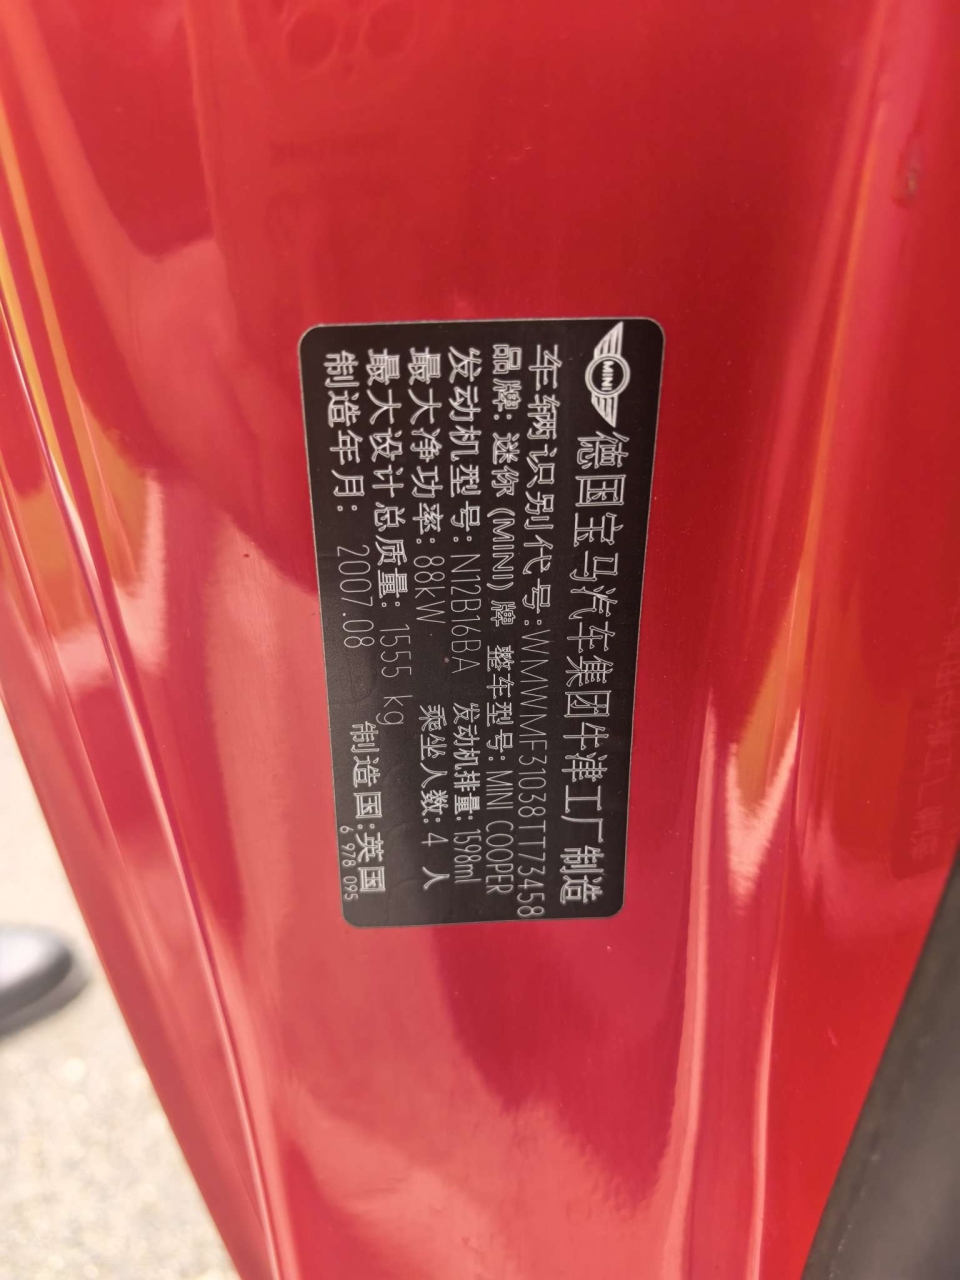 MINI
德国宝马汽车集团牛津工厂制造
车辆识别代号:WMWMF31038TT73458
品牌:迷你(MINI)牌 整车型号:MINI COOPER
发动机型号:N12B16BA 发动机排量:1598ml
最大净功率:88kW 乘坐人数:4 人
最大设计总质量:1555 kg
制造年月: 2007.08 制造国:英国
6 978 095